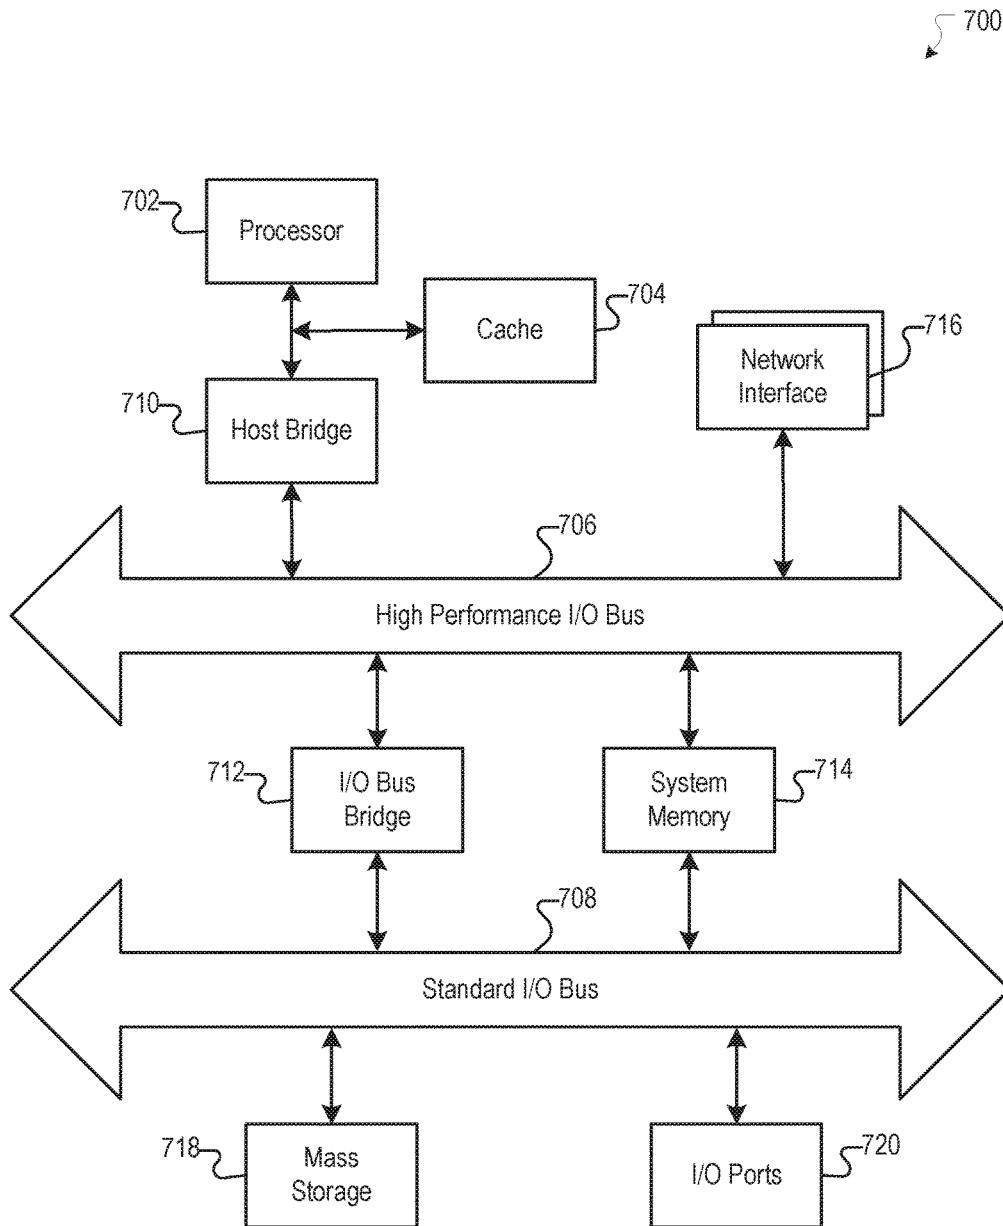 700
702
Processor
704
Cache
716
Network
Interface
710
Host Bridge
706
High Performance I/O Bus
712
I/O Bus
Bridge
System
Memory
714
708
Standard I/O Bus
718
Mass
Storage
I/O Ports
720